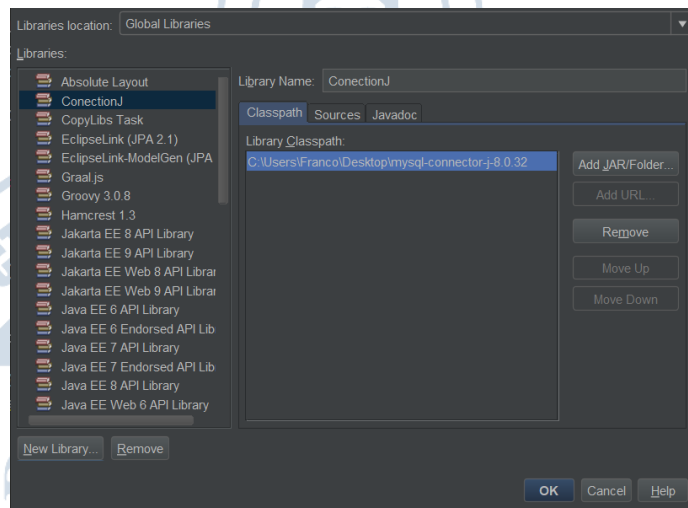 Libraries location: Global Libraries
Libraries:
Absolute Layout
ConectionJ
CopyLibs Task
EclipseLink (JPA 2.1)
EclipseLink-ModelGen (JPA
Graal.js
Groovy 3.0.8
Hamcrest 1.3
Jakarta EE 8 API Library
Jakarta EE 9 API Library
Jakarta EE Web 8 API Librar
Jakarta EE Web 9 API Librar
Java EE 6 API Library
Java EE 6 Endorsed API Lib
Java EE 7 API Library
Java EE 7 Endorsed API Lib
Java EE 8 API Library
Java EE Web 6 API Library
New Library... Remove
Library Name: ConectionJ
Classpath Sources Javadoc
Library Classpath:
C:\Users\Franco\Desktop\mysql-connector-j-8.0.32
Add JAR/Folder...
Add URL...
Remove
Move Up
Move Down
OK Cancel Help